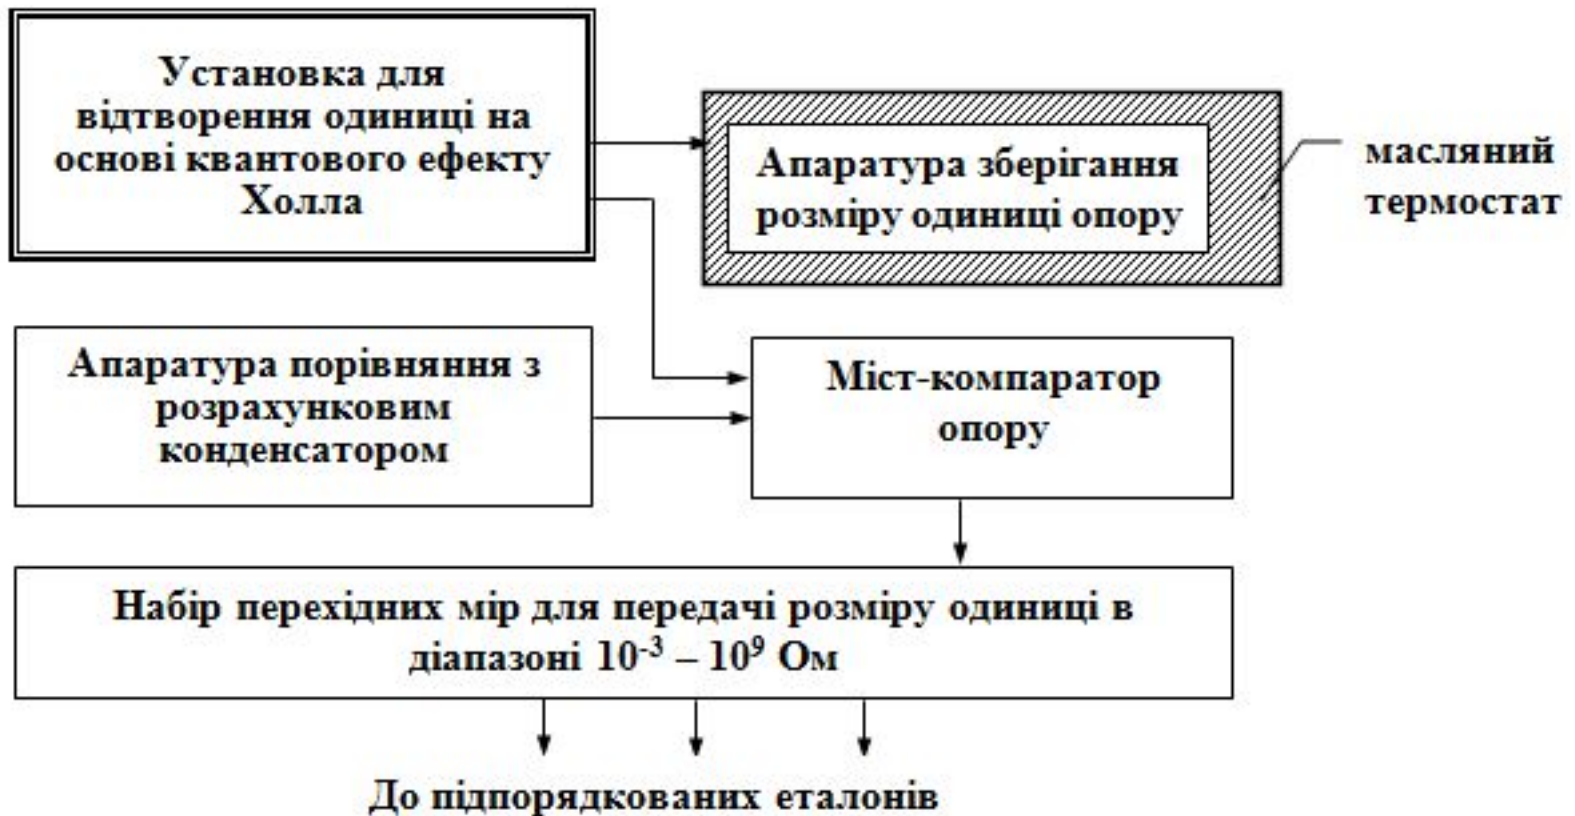 Установка для
відтворення одиниці на
основі квантового ефекту
Холла
Апаратура зберігання
розміру одиниці опору
масляний
термостат
Апаратура порівняння з
розрахунковим
конденсатором
Міст-компаратор
опору
Набір перехідних мір для передачі розміру одиниці в
діапазоні 10⁻³ – 10⁹ Ом
До підпорядкованих еталонів